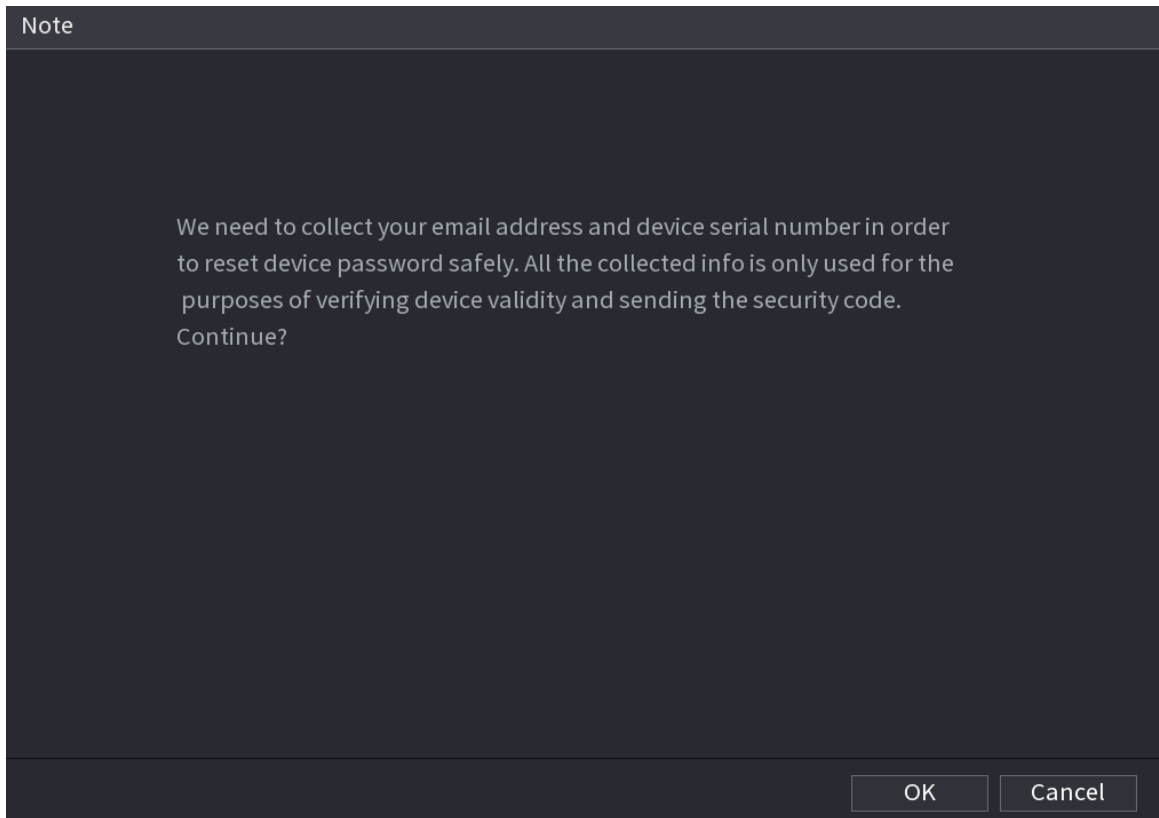 Note
We need to collect your email address and device serial number in order
to reset device password safely. All the collected info is only used for the
purposes of verifying device validity and sending the security code.
Continue?
OK
Cancel